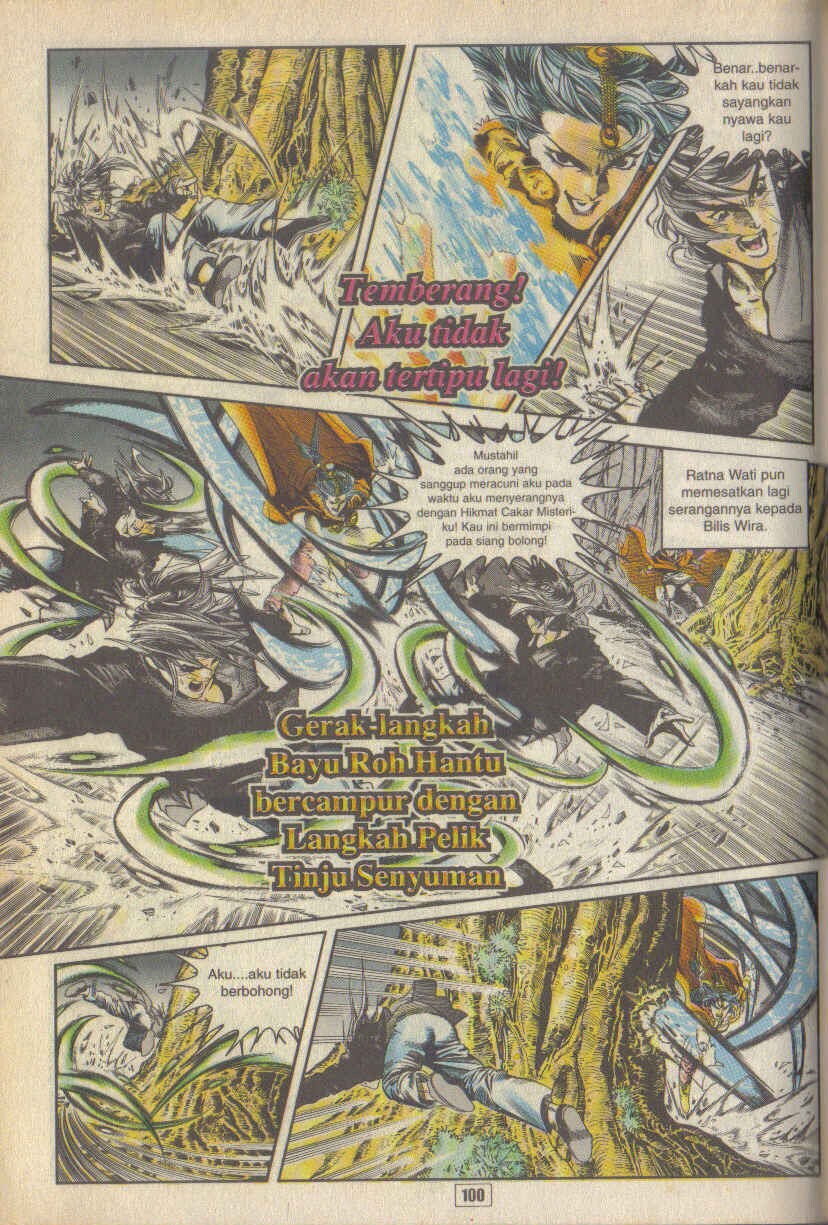 Benar..benar-
kah kau tidak
sayangkan
nyawa kau
lagi?
Temberang!
Aku tidak
akan tertipu lagi!
Mustahil
ada orang yang
sanggup meracuni aku pada
waktu aku menyerangnya
dengan Hikmat Cakar Misteri-
ku! Kau ini bermimpi
pada siang bolong!
Ratna Wati pun
memesatkan lagi
serangannya kepada
Bilis Wira.
Gerak-langkah
Bayu Roh Hantu
bercampur dengan
Langkah Pelik
Tinju Senyuman
Aku....aku tidak
berbohong!
100